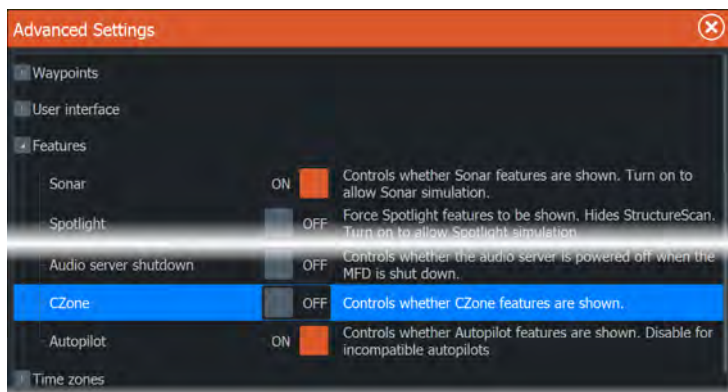 Advanced Settings
Waypoints
User interface
Features
Sonar ON Controls whether Sonar features are shown. Turn on to
allow Sonar simulation.
Spotlight OFF Force Spotlight features to be shown. Hides StructureScan.
Turn on to allow Spotlight simulation.
Audio server shutdown OFF Controls whether the audio server is powered off when the
MFD is shut down.
CZone OFF Controls whether CZone features are shown.
Autopilot ON Controls whether Autopilot features are shown. Disable for
incompatible autopilots
Time zones